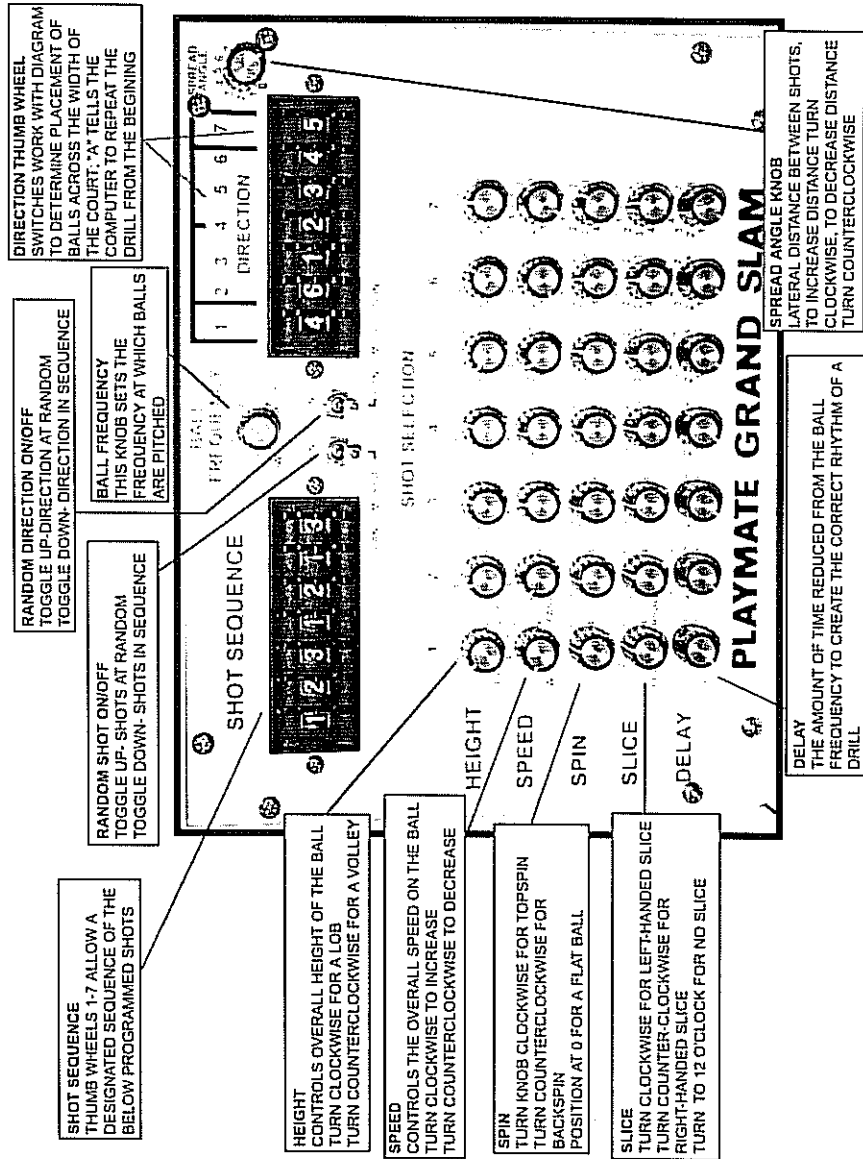 SHOT SEQUENCE
THUMB WHEELS 1-7 ALLOW A
DESIGNATED SEQUENCE OF THE
BELOW PROGRAMMED SHOTS
RANDOM SHOT ON/OFF
TOGGLE UP- SHOTS AT RANDOM
TOGGLE DOWN- SHOTS IN SEQUENCE
RANDOM DIRECTION ON/OFF
TOGGLE UP-DIRECTION AT RANDOM
TOGGLE DOWN- DIRECTION IN SEQUENCE
BALL FREQUENCY
THIS KNOB SETS THE
FREQUENCY AT WHICH BALLS
ARE PITCHED
DIRECTION THUMB WHEEL
SWITCHES WORK WITH DIAGRAM
TO DETERMINE PLACEMENT OF
BALLS ACROSS THE WIDTH OF
THE COURT; "A" TELLS THE
COMPUTER TO REPEAT THE
DRILL FROM THE BEGINING
HEIGHT
CONTROLS OVERALL HEIGHT OF THE BALL
TURN CLOCKWISE FOR A LOB
TURN COUNTERCLOCKWISE FOR A VOLLEY
SPEED
CONTROLS THE OVERALL SPEED ON THE BALL
TURN CLOCKWISE TO INCREASE
TURN COUNTERCLOCKWISE TO DECREASE
SPIN
TURN KNOB CLOCKWISE FOR TOPSPIN
TURN COUNTERCLOCKWISE FOR
BACKSPIN
POSITION AT 0 FOR A FLAT BALL
SLICE
TURN CLOCKWISE FOR LEFT-HANDED SLICE
TURN COUNTER-CLOCKWISE FOR
RIGHT-HANDED SLICE
TURN TO 12 O'CLOCK FOR NO SLICE
SHOT SEQUENCE
1 2 3 1 2 1 5
BALL
FREQUENCY
1 2 3 4 5 6 7
DIRECTION
4 6 1 2 3 4 5
SPREAD
ANGLE
SHOT SELECTION
1 2 3 4 5 6 7
HEIGHT
SPEED
SPIN
SLICE
DELAY
PLAYMATE GRAND SLAM
DELAY
THE AMOUNT OF TIME REDUCED FROM THE BALL
FREQUENCY TO CREATE THE CORRECT RHYTHM OF A
DRILL
SPREAD ANGLE KNOB
LATERAL DISTANCE BETWEEN SHOTS,
TO INCREASE DISTANCE TURN
CLOCKWISE, TO DECREASE DISTANCE
TURN COUNTERCLOCKWISE